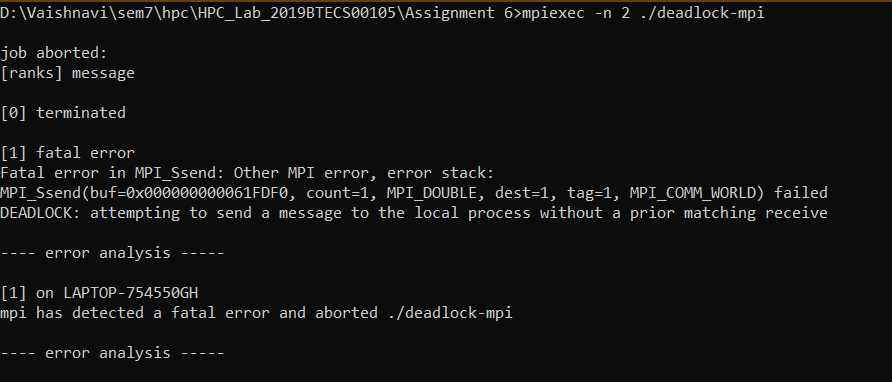 D:\Vaishnavi\sem7\hpc\HPC_Lab_2019BTECS00105\Assignment 6>mpiexec -n 2 ./deadlock-mpi
job aborted:
[ranks] message
[0] terminated
[1] fatal error
Fatal error in MPI_Ssend: Other MPI error, error stack:
MPI_Ssend(buf=0x000000000061FDF0, count=1, MPI_DOUBLE, dest=1, tag=1, MPI_COMM_WORLD) failed
DEADLOCK: attempting to send a message to the local process without a prior matching receive
---- error analysis -----
[1] on LAPTOP-754550GH
mpi has detected a fatal error and aborted ./deadlock-mpi
---- error analysis -----